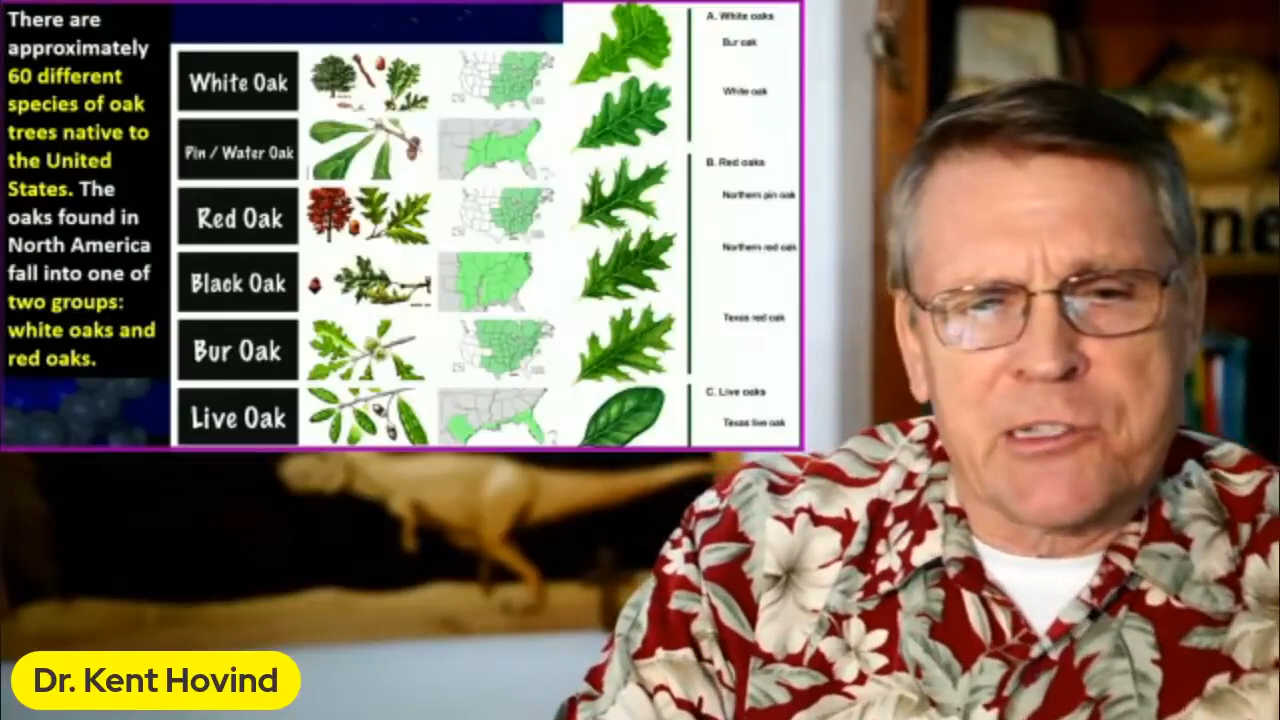 There are
approximately
60 different
species of oak
trees native to
the United
States. The
oaks found in
North America
fall into one of
two groups:
white oaks and
red oaks.
White Oak
Pin / Water Oak
Red Oak
Black Oak
Bur Oak
Live Oak
A. White oaks
Bur oak
White oak
B. Red oaks
Northern pin oak
Northern red oak
Texas red oak
C. Live oaks
Texas live oak
ne
Dr. Kent Hovind